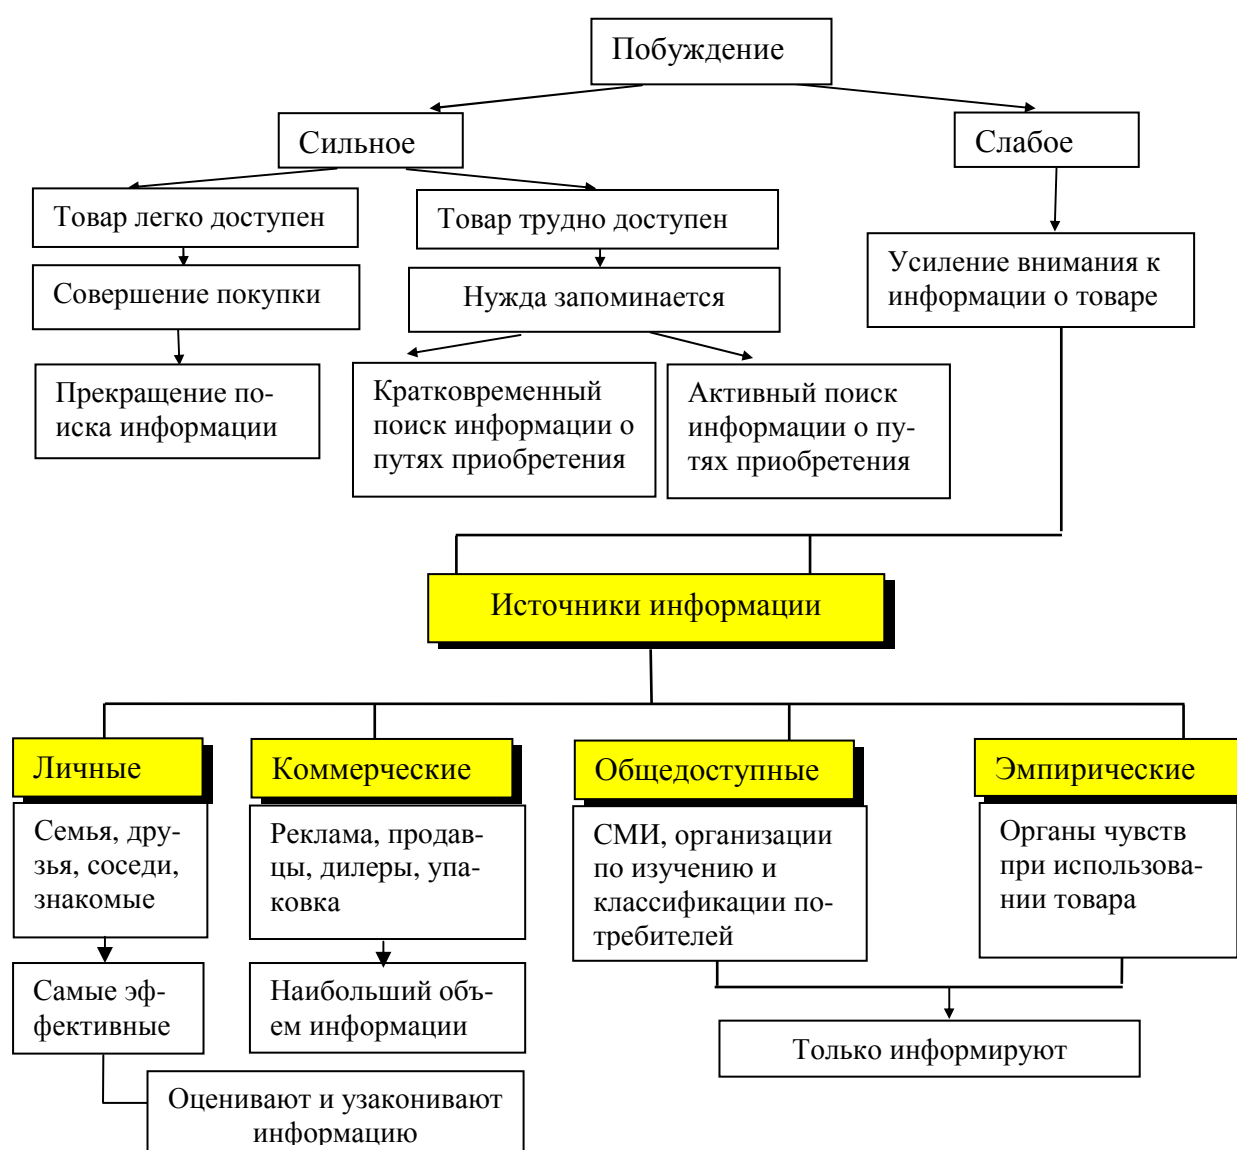 Побуждение
Сильное
Слабое
Товар легко доступен
Товар трудно доступен
Усиление внимания к
информации о товаре
Совершение покупки
Нужда запоминается
Прекращение по-
иска информации
Кратковременный
поиск информации о
путях приобретения
Активный поиск
информации о пу-
тях приобретения
Источники информации
Личные
Коммерческие
Общедоступные
Эмпирические
Семья, дру-
зья, соседи,
знакомые
Реклама, продав-
цы, дилеры, упа-
ковка
СМИ, организации
по изучению и
классификации по-
требителей
Органы чувств
при использова-
нии товара
Самые эф-
фективные
Наибольший объ-
ем информации
Только информируют
Оценивают и узаконивают
информацию